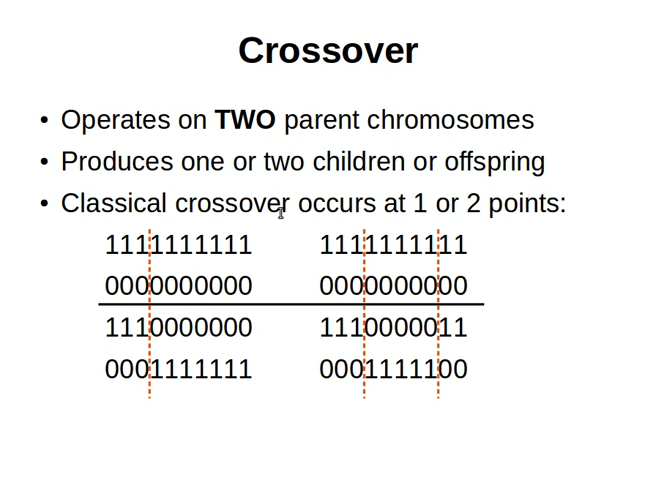 Crossover
• Operates on TWO parent chromosomes
• Produces one or two children or offspring
• Classical crossover occurs at 1 or 2 points:
1111111111 1111111111
0000000000 0000000000
1110000000 1110000011
0001111111 0001111100